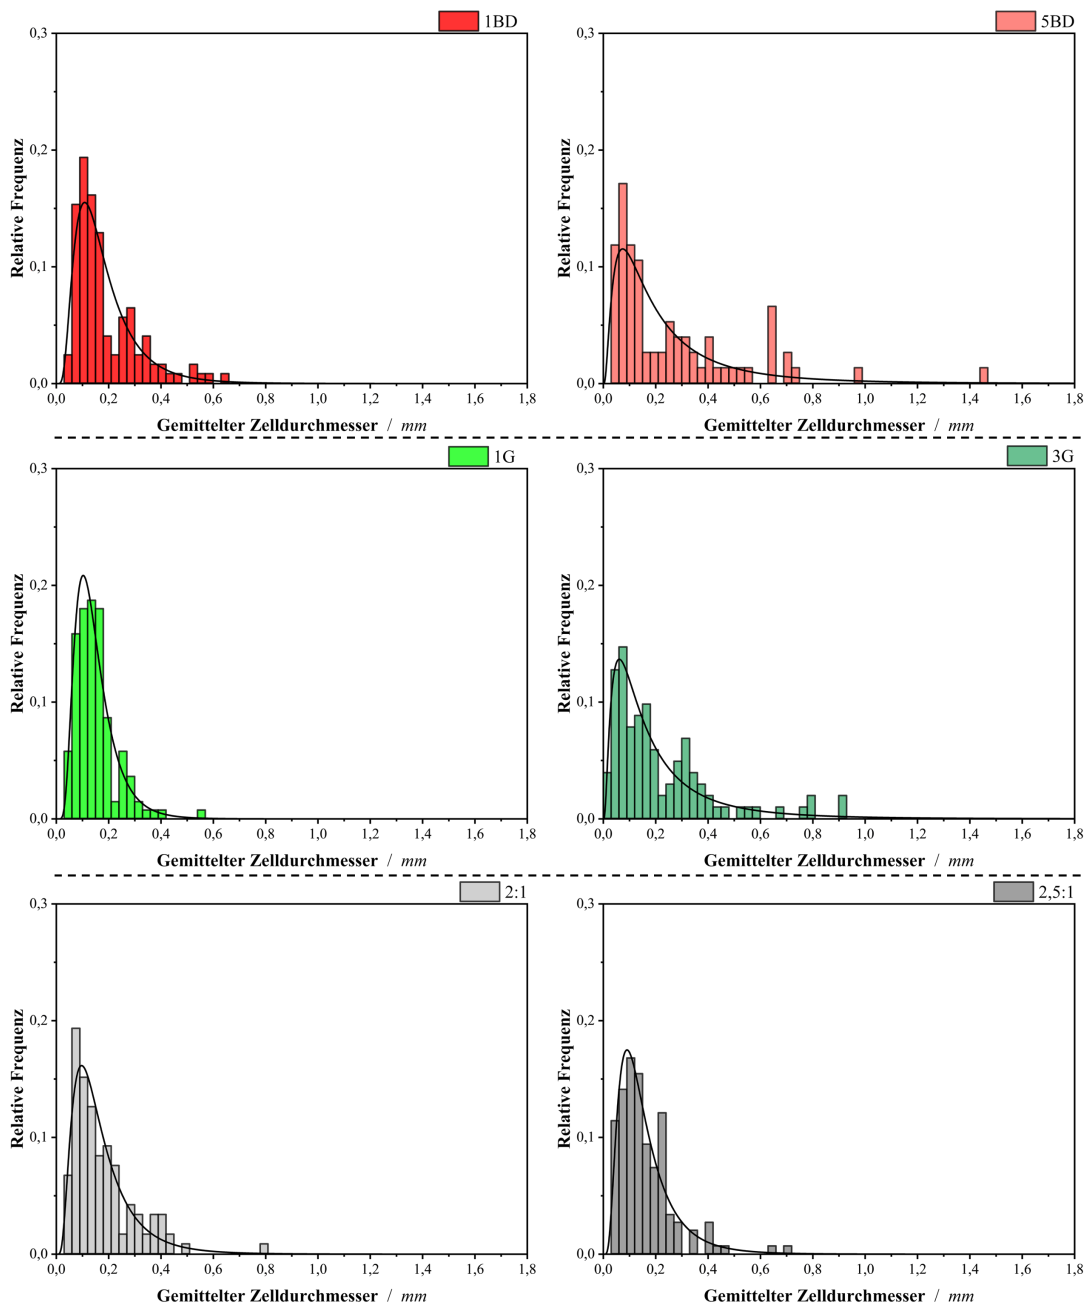 1BD
5BD
0,3
0,2
0,1
0,0
Relative Frequenz
0,0 0,2 0,4 0,6 0,8 1,0 1,2 1,4 1,6 1,8
Gemittelter Zelldurchmesser / mm
0,3
0,2
0,1
0,0
Relative Frequenz
0,0 0,2 0,4 0,6 0,8 1,0 1,2 1,4 1,6 1,8
Gemittelter Zelldurchmesser / mm
1G
3G
0,3
0,2
0,1
0,0
Relative Frequenz
0,0 0,2 0,4 0,6 0,8 1,0 1,2 1,4 1,6 1,8
Gemittelter Zelldurchmesser / mm
0,3
0,2
0,1
0,0
Relative Frequenz
0,0 0,2 0,4 0,6 0,8 1,0 1,2 1,4 1,6 1,8
Gemittelter Zelldurchmesser / mm
2:1
2,5:1
0,3
0,2
0,1
0,0
Relative Frequenz
0,0 0,2 0,4 0,6 0,8 1,0 1,2 1,4 1,6 1,8
Gemittelter Zelldurchmesser / mm
0,3
0,2
0,1
0,0
Relative Frequenz
0,0 0,2 0,4 0,6 0,8 1,0 1,2 1,4 1,6 1,8
Gemittelter Zelldurchmesser / mm